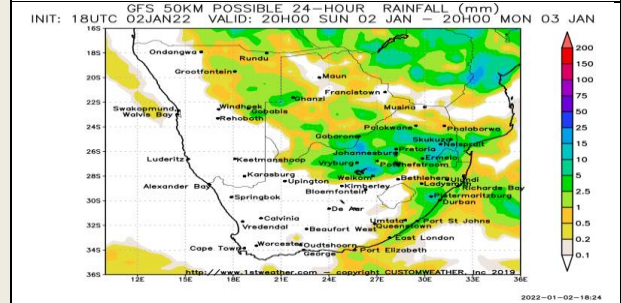 GFS 50KM POSSIBLE 24-HOUR RAINFALL (mm)
INIT: 18UTC 02JAN22 VALID: 20H00 SUN 02 JAN - 20H00 MON 03 JAN
16S
18S
20S
22S
24S
26S
28S
30S
32S
34S
36S
Ondangwa
Rundu
Grootfontein
Maun
Francistown
Ghanzi
Musina
Windhoek
Gobabis
Swakopmund
Walvis Bay
Rehoboth
Polokwane
Phalaborwa
Gaborone
Skukuza
Nelspruit
Pretoria
Johannesburg
Luderitz
Keetmanshoop
Vryburg
Potchefstroom
Ermelo
Karasburg
Upington
Welkom
Bethlehem
Ulundi
Alexander Bay
Kimberley
Ladysmith
Richards Bay
Bloemfontein
Springbok
Pietermaritzburg
Durban
De Aar
Calvinia
Umtata
Port St Johns
Vredendal
Beaufort West
Queenstown
East London
Cape Town
Worcester
Oudtshoorn
George
Port Elizabeth
http://www.1stweather.com - copyright CUSTOMWEATHER, Inc 2019
12E
15E
18E
21E
24E
27E
30E
33E
36E
200
150
100
75
50
25
20
15
10
5
2.5
1
0.5
0.2
0.1
2022-01-02-18:24